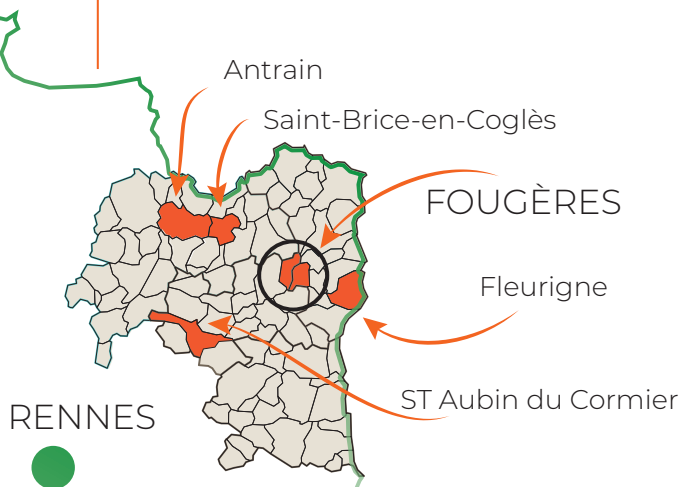 Antrain
Saint-Brice-en-Coglès
FOUGÈRES
Fleurigne
ST Aubin du Cormier
RENNES